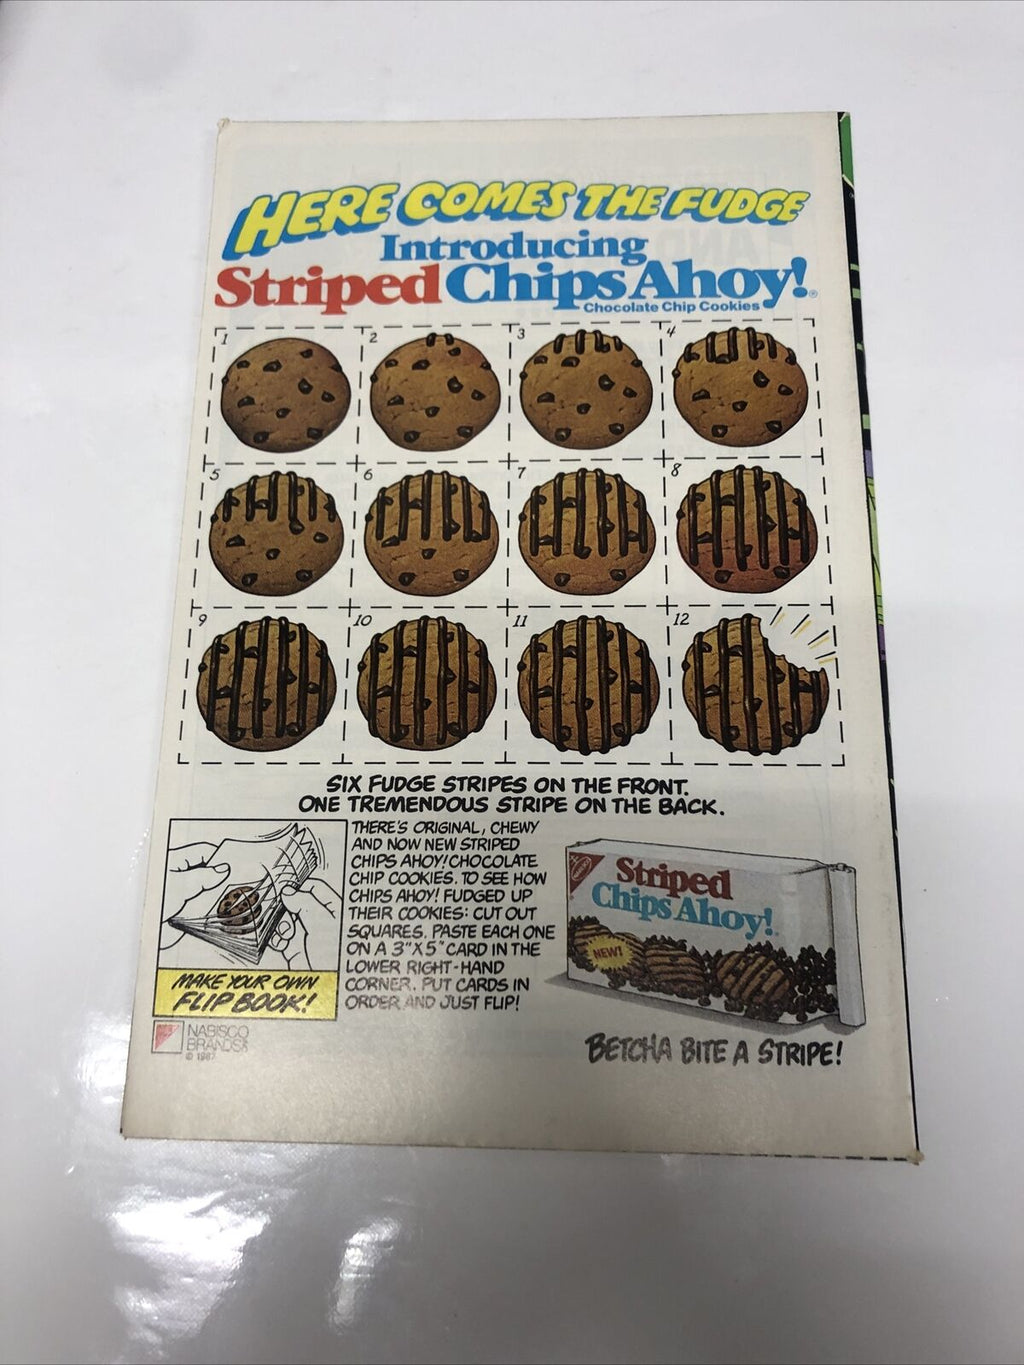 HERE COMES THE FUDGE
Introducing
Striped Chips Ahoy!®
Chocolate Chip Cookies
1
2
3
4
5
6
7
8
9
10
11
12
SIX FUDGE STRIPES ON THE FRONT.
ONE TREMENDOUS STRIPE ON THE BACK.
THERE'S ORIGINAL, CHEWY
AND NOW NEW STRIPED
CHIPS AHOY! CHOCOLATE
CHIP COOKIES. TO SEE HOW
CHIPS AHOY! FUDGED UP
THEIR COOKIES: CUT OUT
SQUARES. PASTE EACH ONE
ON A 3"X5" CARD IN THE
LOWER RIGHT-HAND
CORNER. PUT CARDS IN
ORDER AND JUST FLIP!
MAKE YOUR OWN
FLIP BOOK!
NABISCO
BRANDS
© 1987
NABISCO
Striped
Chips Ahoy!
NEW!
BETCHA BITE A STRIPE!